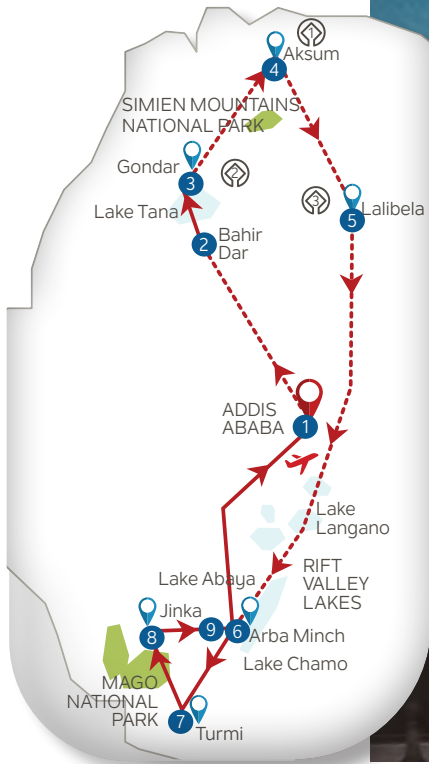 1
Aksum
4
SIMIEN MOUNTAINS
NATIONAL PARK
Gondar
2
3
3
Lalibela
5
Lake Tana
Bahir
Dar
2
ADDIS
ABABA
1
Lake
Langano
RIFT
VALLEY
LAKES
Lake Abaya
Jinka
8
9
6
Arba Minch
Lake Chamo
MAGO
NATIONAL
PARK
7
Turmi